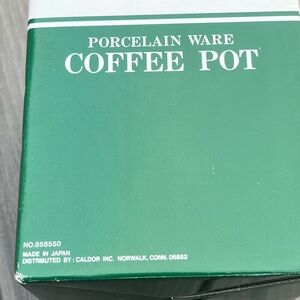 PORCELAIN WARE
COFFEE POT
NO.858550
MADE IN JAPAN
DISTRIBUTED BY: CALDOR INC. NORWALK, CONN. 06852